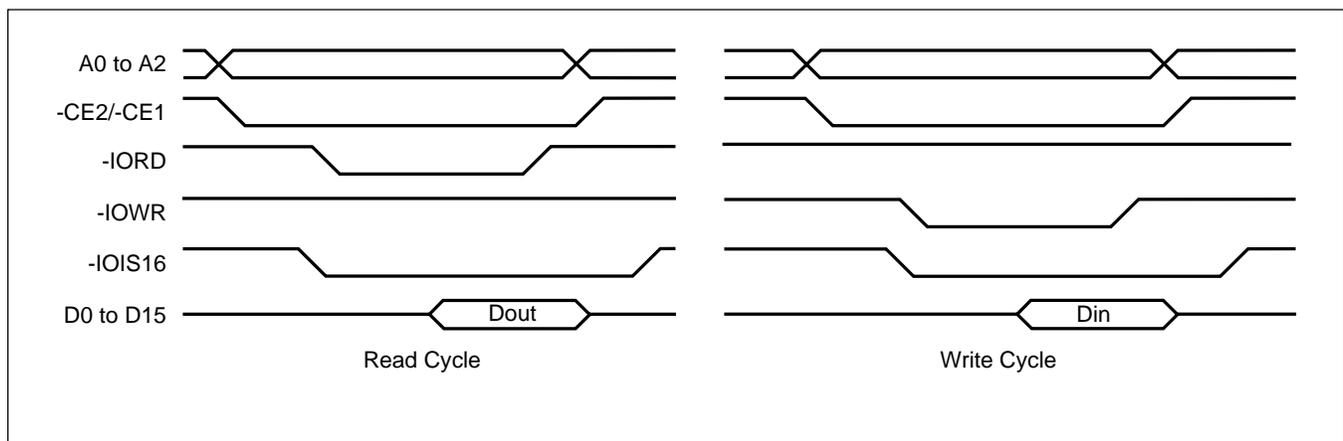 A0 to A2
-CE2/-CE1
-IORD
-IOWR
-IOIS16
D0 to D15
Dout
Din
Read Cycle
Write Cycle